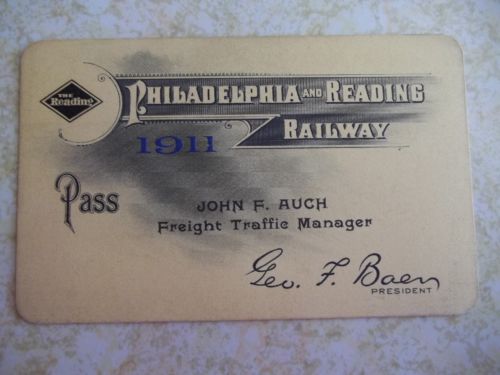 THE
Reading
PHILADELPHIA AND READING
RAILWAY
1911
Pass
JOHN F. AUCH
Freight Traffic Manager
Geo. F. Baer
PRESIDENT